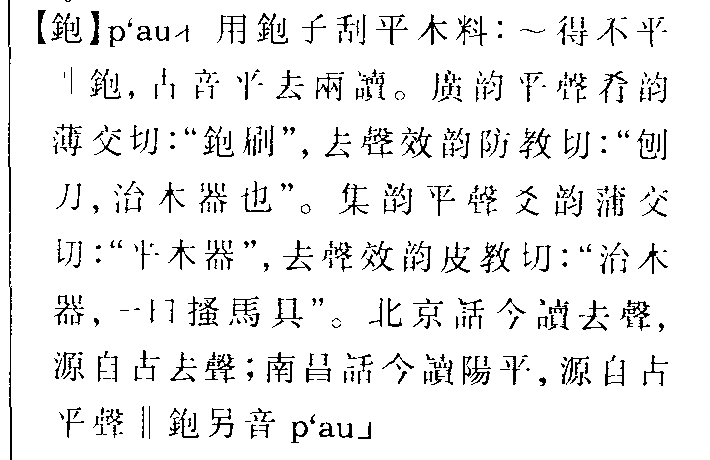 【鉋】p‘au˧˥ 用鉋子刮平木料：～得不平
‖鉋，古音平去兩讀。廣韵平聲肴韵
薄交切：“鉋刷”，去聲效韵防教切：“刨
刀，治木器也”。集韵平聲爻韵蒲交
切：“平木器”，去聲效韵皮教切：“治木
器，一曰搔馬具”。北京話今讀去聲，
源自古去聲；南昌話今讀陽平，源自古
平聲‖鉋另音 p‘au˩